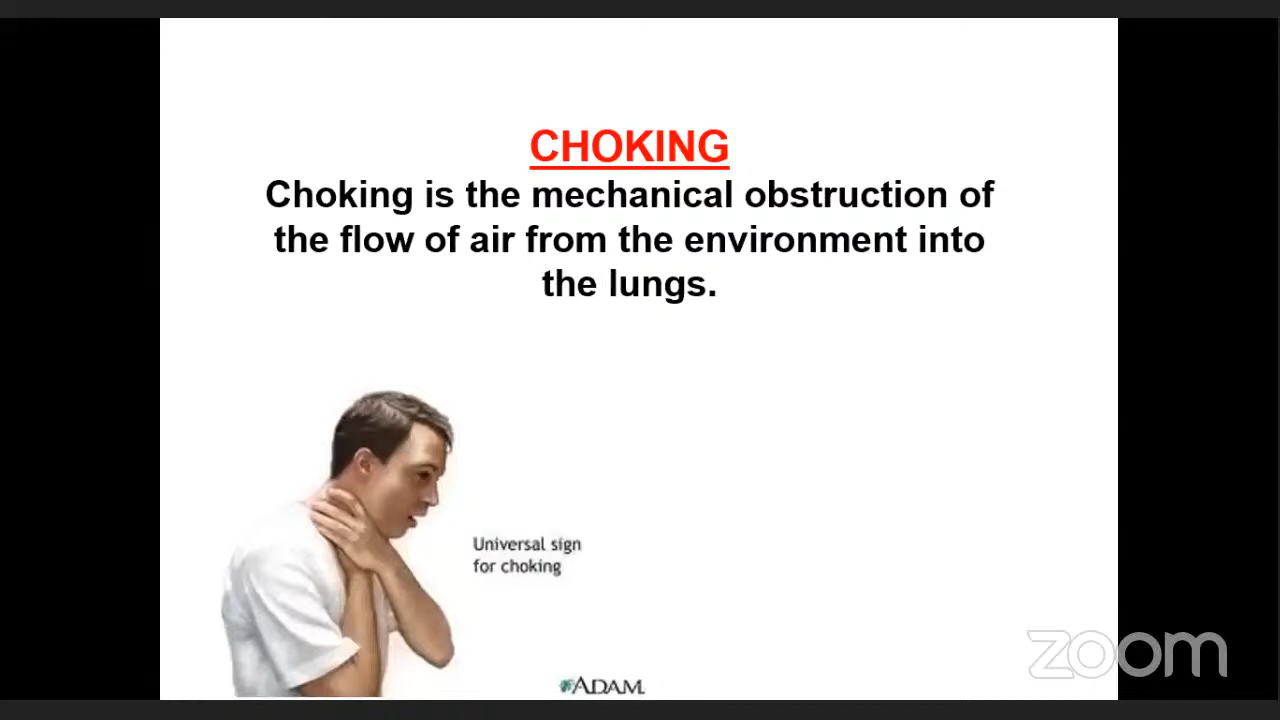 CHOKING
Choking is the mechanical obstruction of
the flow of air from the environment into
the lungs.
Universal sign
for choking
ADAM.
zoom